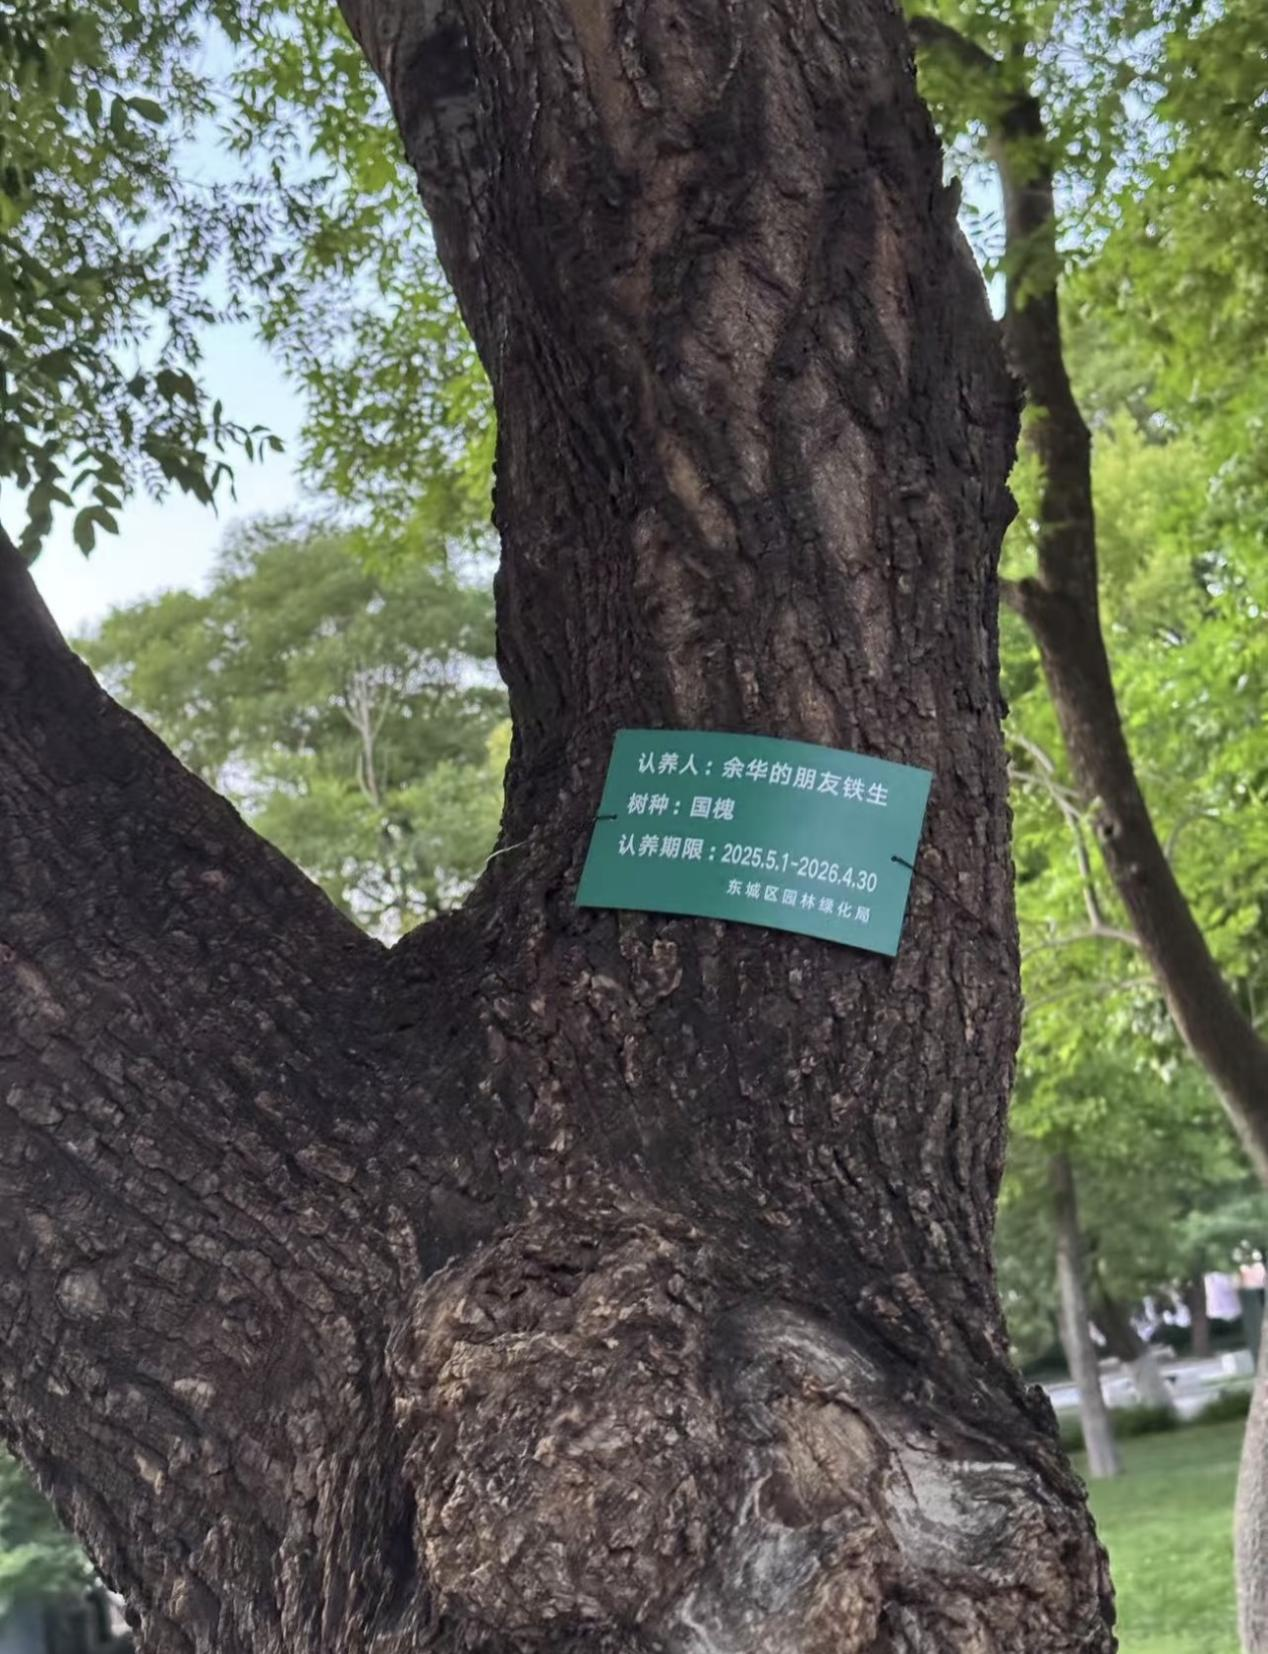 认养人：余华的朋友铁生
树种：国槐
认养期限：2025.5.1-2026.4.30
东城区园林绿化局